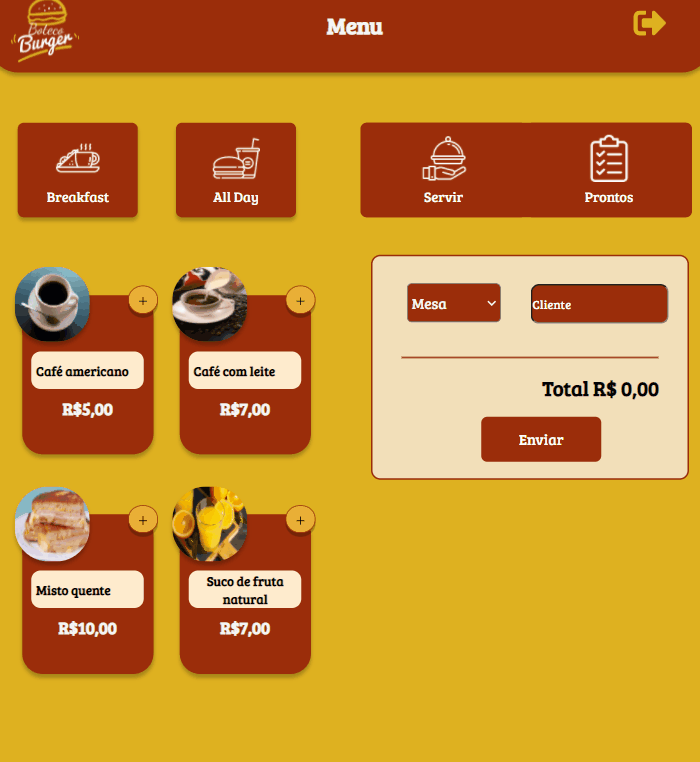 Boteco
Burger
Menu
Breakfast
All Day
Servir
Prontos
+
+
Mesa
Cliente
Café americano
Café com leite
R$5,00
R$7,00
Total R$ 0,00
Enviar
+
+
Misto quente
Suco de fruta
natural
R$10,00
R$7,00